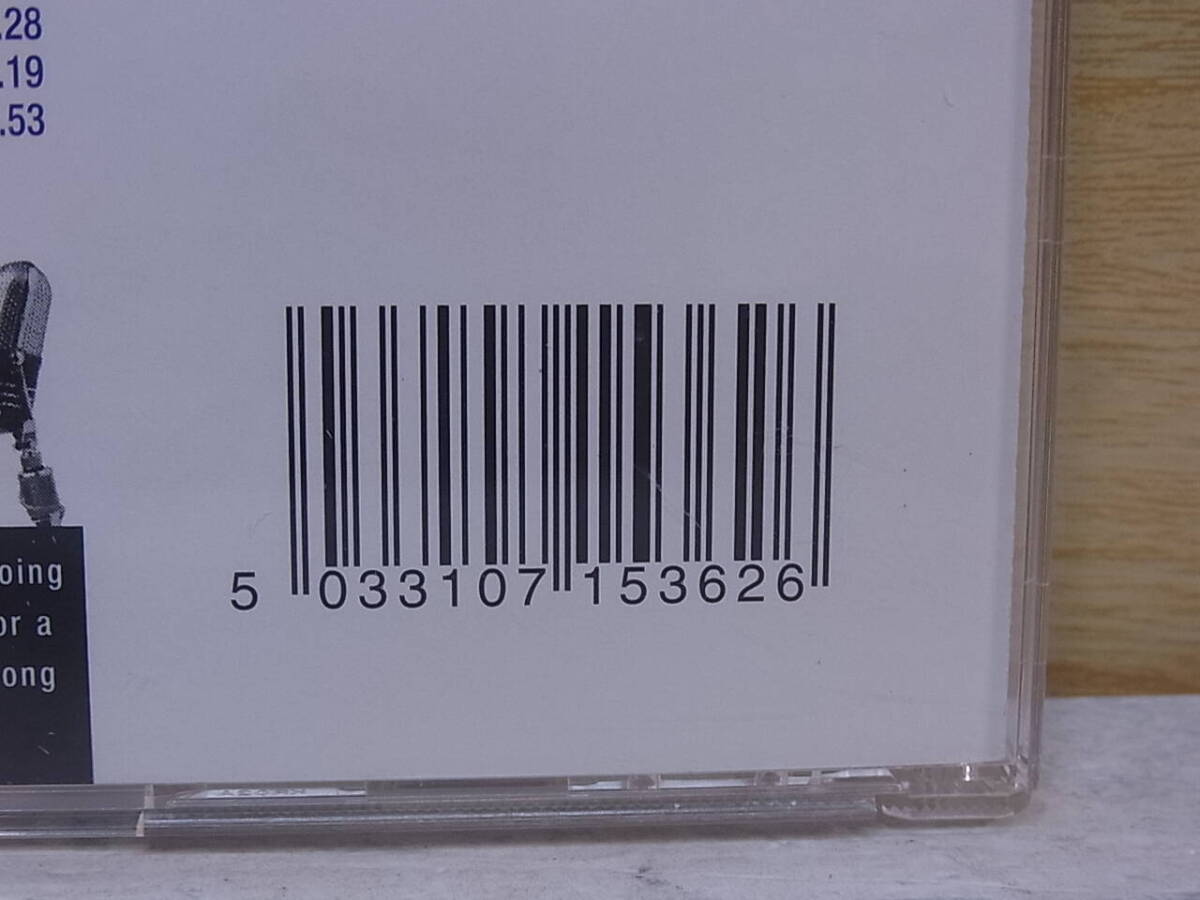 .28
.19
.53
oing
or a
ong
5 033107 153626